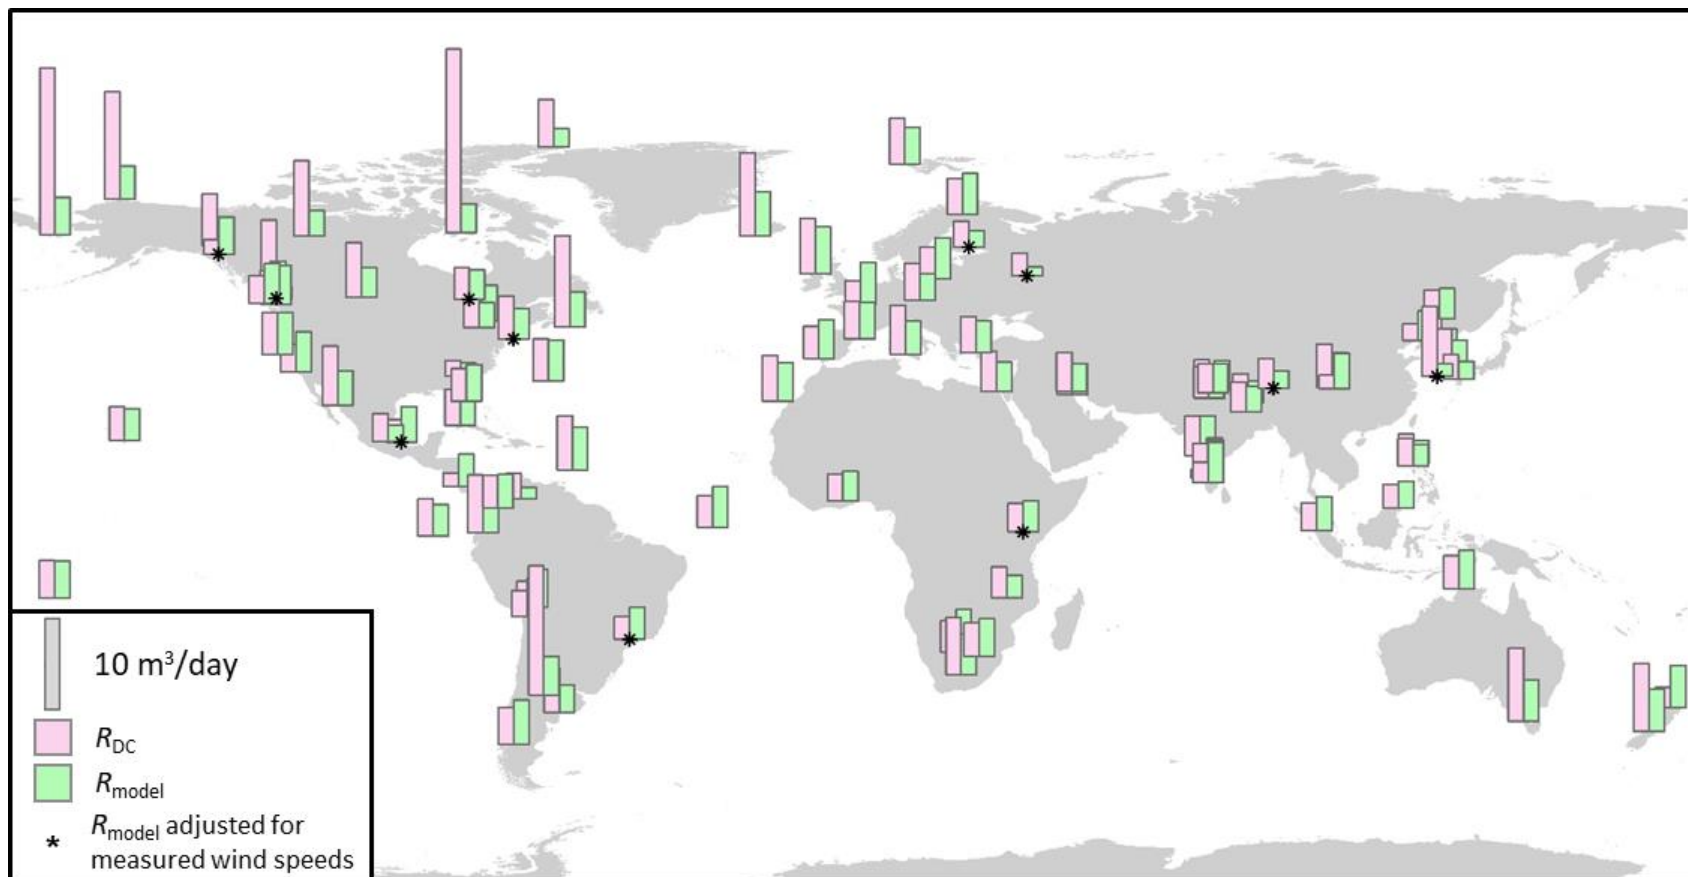 10 m³/day
R_DC
R_model
* R_model adjusted for
measured wind speeds